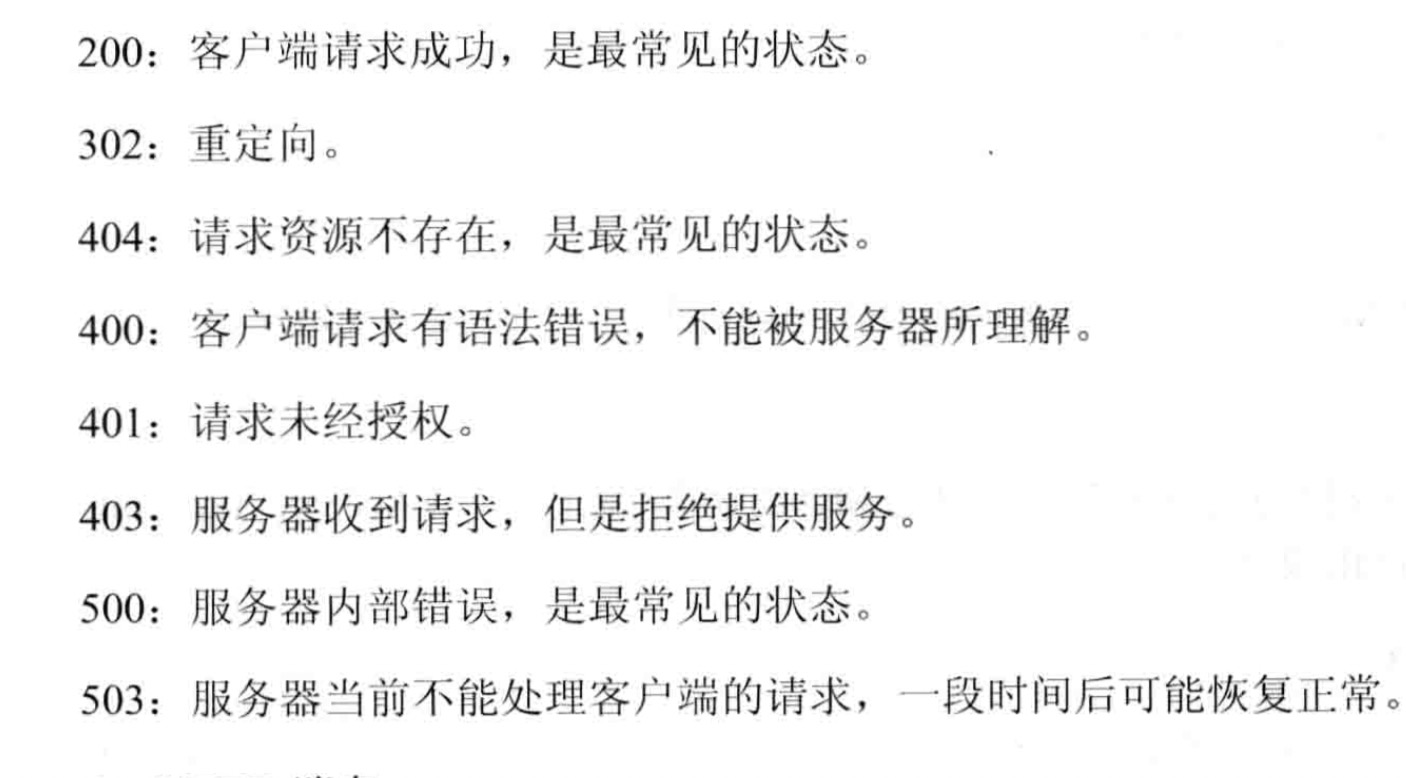 200：客户端请求成功，是最常见的状态。
302：重定向。
404：请求资源不存在，是最常见的状态。
400：客户端请求有语法错误，不能被服务器所理解。
401：请求未经授权。
403：服务器收到请求，但是拒绝提供服务。
500：服务器内部错误，是最常见的状态。
503：服务器当前不能处理客户端的请求，一段时间后可能恢复正常。